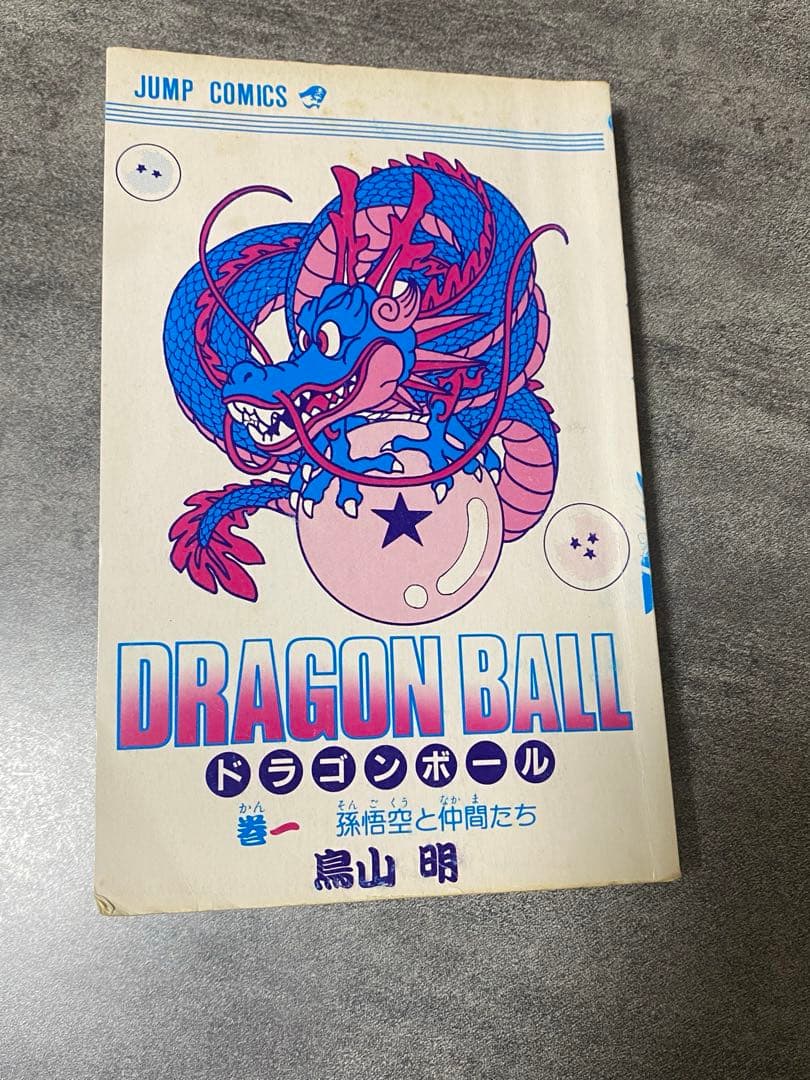 JUMP COMICS
DRAGON BALL
ドラゴンボール
かん そんごくう なかま
巻一 孫悟空と仲間たち
鳥山 明